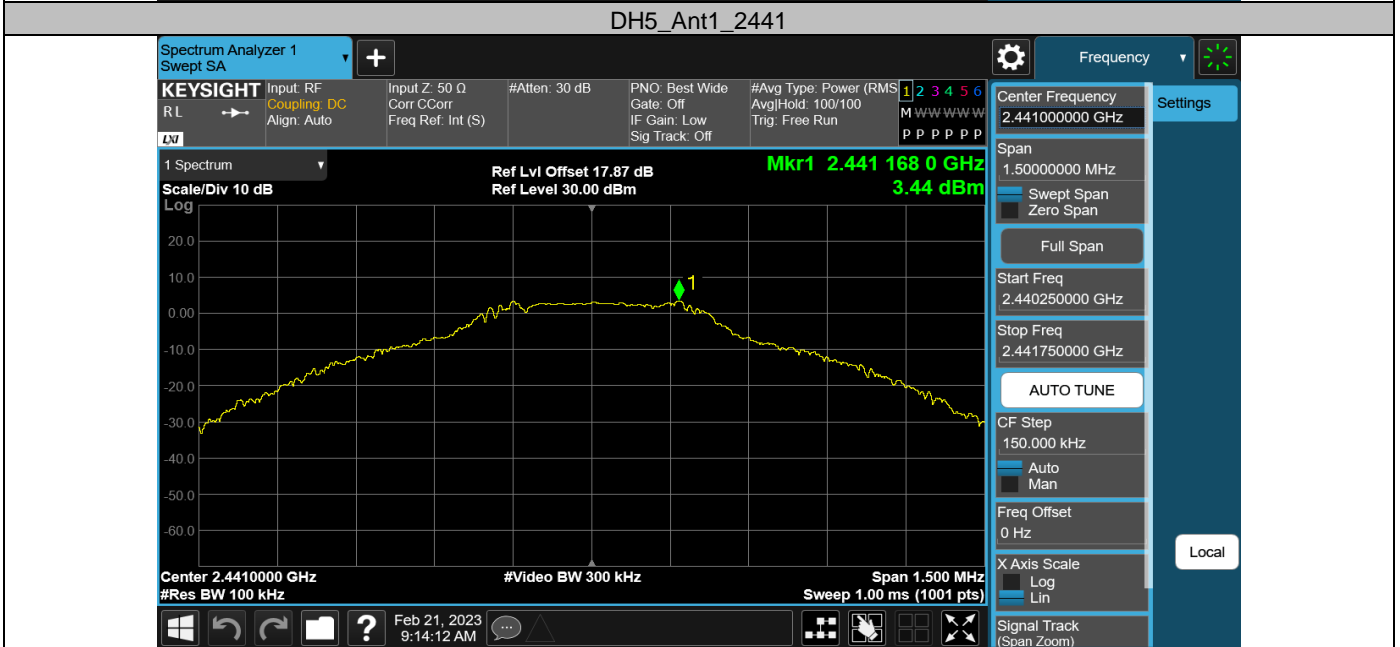 DH5_Ant1_2441
Spectrum Analyzer 1
Swept SA
+
Frequency
KEYSIGHT
RL
LXI
Input: RF
Coupling: DC
Align: Auto
Input Z: 50 Ω
Corr CCorr
Freq Ref: Int (S)
#Atten: 30 dB
PNO: Best Wide
Gate: Off
IF Gain: Low
Sig Track: Off
#Avg Type: Power (RMS
Avg|Hold: 100/100
Trig: Free Run
1 2 3 4 5 6
M W W W W W
P P P P P P
1 Spectrum
Scale/Div 10 dB
Log
Ref Lvl Offset 17.87 dB
Ref Level 30.00 dBm
Mkr1 2.441 168 0 GHz
3.44 dBm
20.0
10.0
0.00
-10.0
-20.0
-30.0
-40.0
-50.0
-60.0
1
Center 2.4410000 GHz
#Res BW 100 kHz
#Video BW 300 kHz
Span 1.500 MHz
Sweep 1.00 ms (1001 pts)
Center Frequency
2.441000000 GHz
Span
1.50000000 MHz
Swept Span
Zero Span
Full Span
Start Freq
2.440250000 GHz
Stop Freq
2.441750000 GHz
AUTO TUNE
CF Step
150.000 kHz
Auto
Man
Freq Offset
0 Hz
X Axis Scale
Log
Lin
Signal Track
(Span Zoom)
Settings
Local
?
Feb 21, 2023
9:14:12 AM